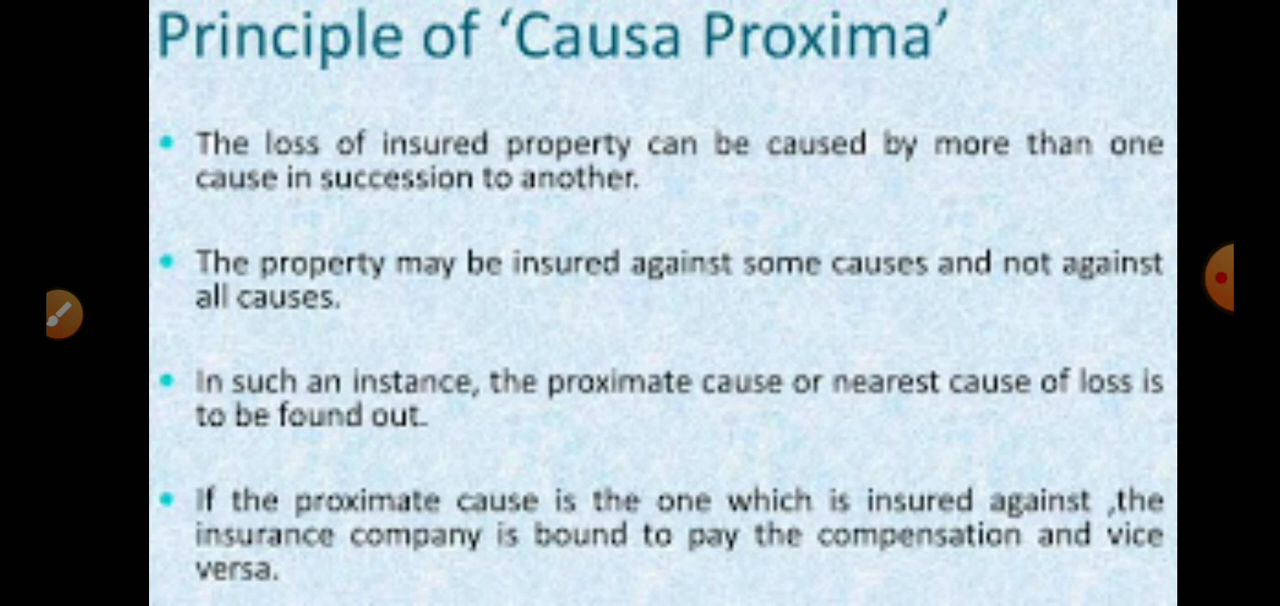 Principle of ‘Causa Proxima’
• The loss of insured property can be caused by more than one
cause in succession to another.
• The property may be insured against some causes and not against
all causes.
• In such an instance, the proximate cause or nearest cause of loss is
to be found out.
• If the proximate cause is the one which is insured against ,the
insurance company is bound to pay the compensation and vice
versa.